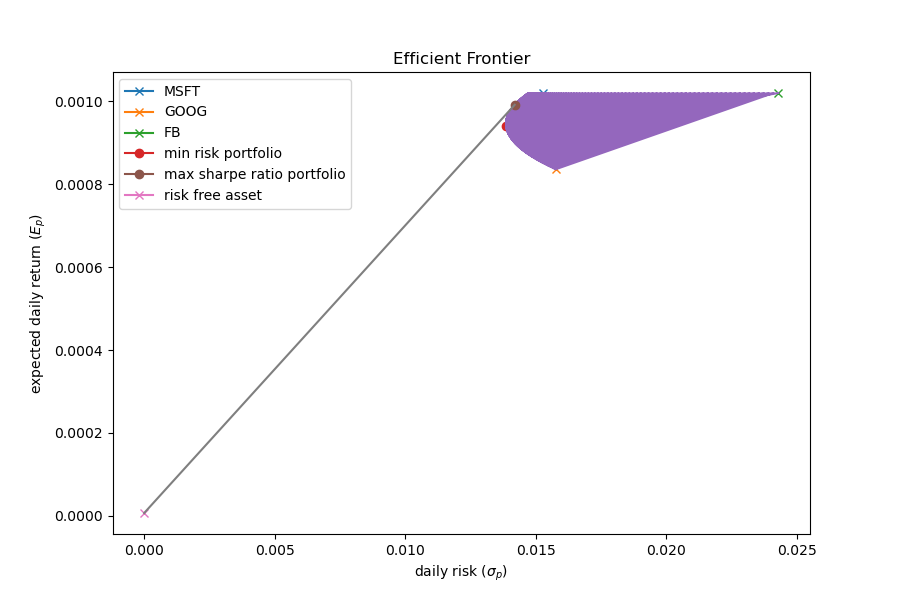 Efficient Frontier
MSFT
GOOG
FB
min risk portfolio
max sharpe ratio portfolio
risk free asset
expected daily return (E_p)
0.0010
0.0008
0.0006
0.0004
0.0002
0.0000
0.000
0.005
0.010
0.015
0.020
0.025
daily risk (σ_p)